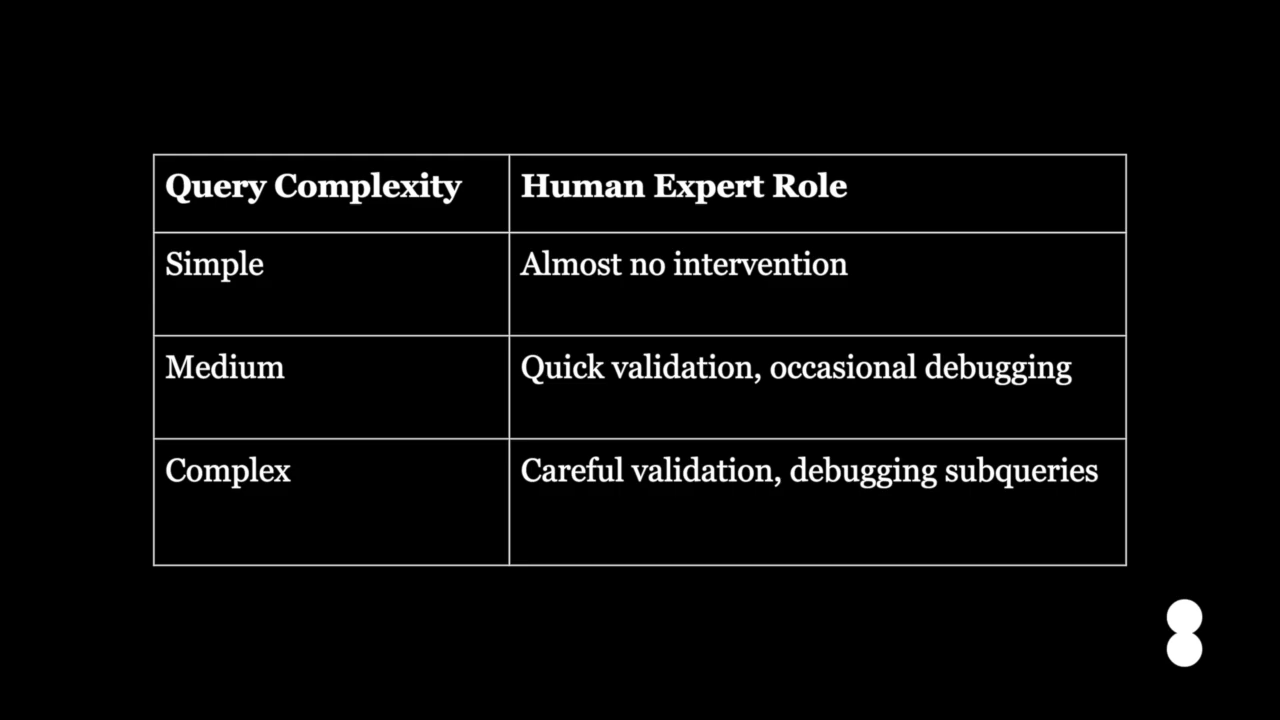 Query Complexity
Human Expert Role
Simple
Almost no intervention
Medium
Quick validation, occasional debugging
Complex
Careful validation, debugging subqueries